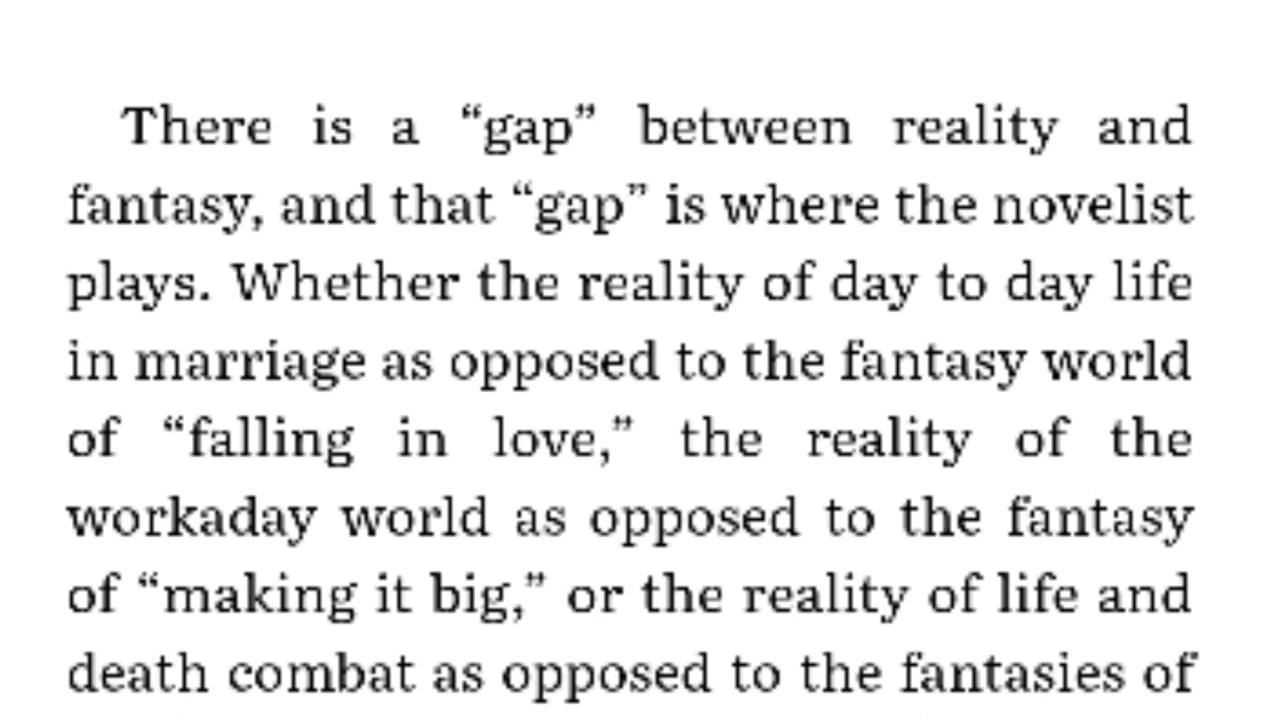 There is a “gap” between reality and
fantasy, and that “gap” is where the novelist
plays. Whether the reality of day to day life
in marriage as opposed to the fantasy world
of “falling in love,” the reality of the
workaday world as opposed to the fantasy
of “making it big,” or the reality of life and
death combat as opposed to the fantasies of